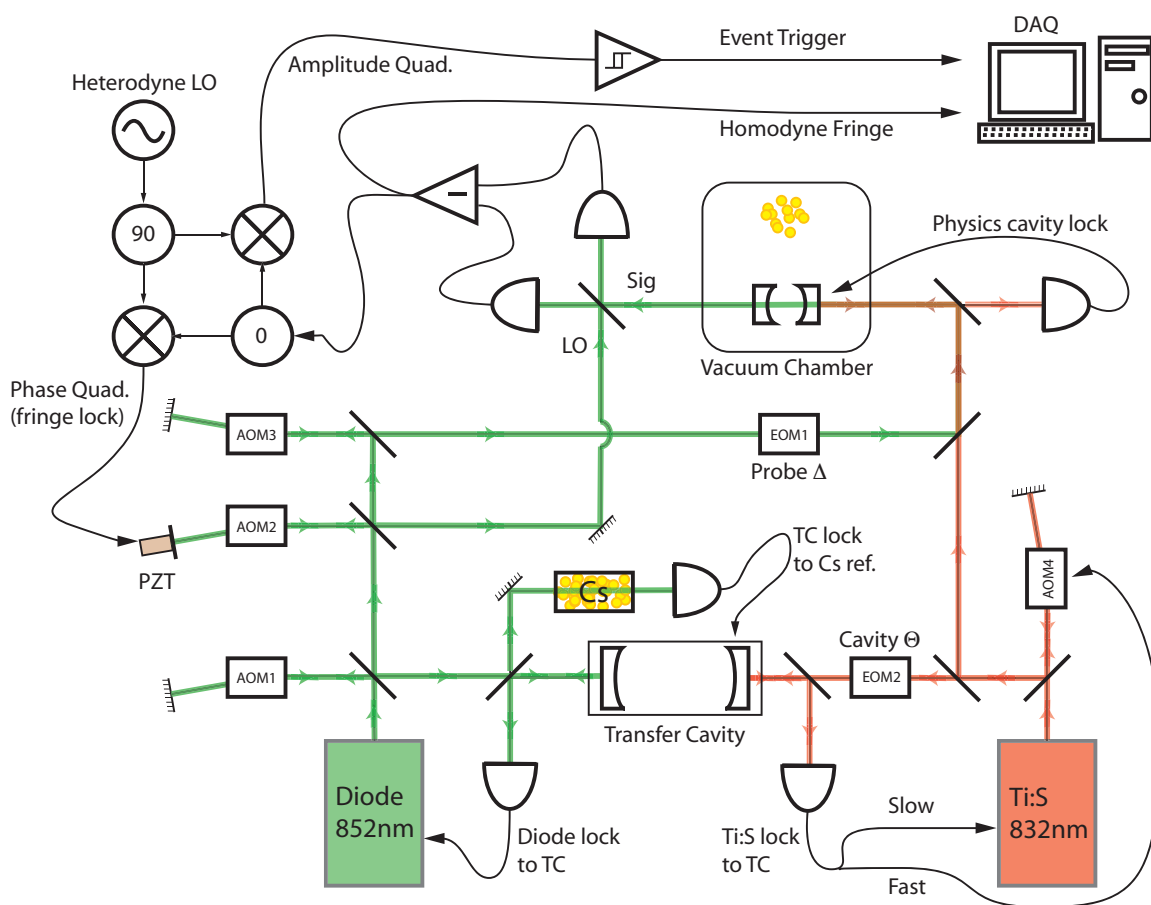 DAQ
Event Trigger
Amplitude Quad.
Heterodyne LO
Homodyne Fringe
90
Physics cavity lock
Sig
0
LO
Vacuum Chamber
Phase Quad.
(fringe lock)
AOM3
EOM1
Probe Δ
AOM2
PZT
TC lock
to Cs ref.
AOM4
Cs
Cavity Θ
AOM1
EOM2
Transfer Cavity
Diode
852nm
Ti:S
832nm
Slow
Diode lock
to TC
Ti:S lock
to TC
Fast